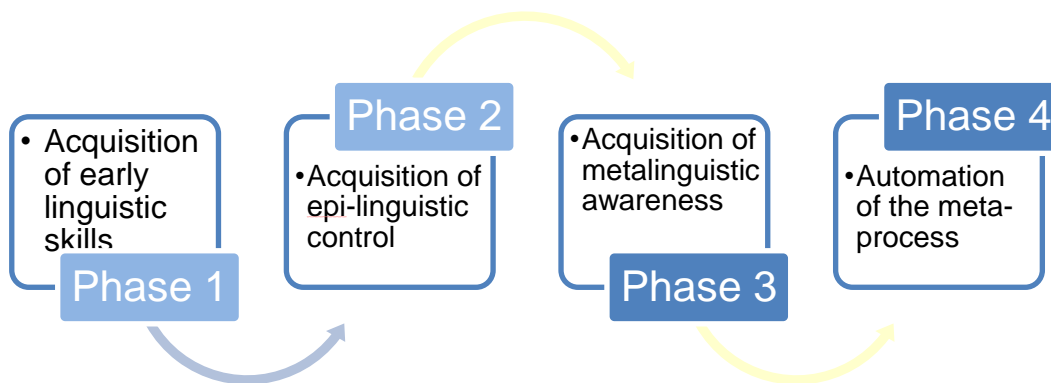 • Acquisition
of early
linguistic
skills
Phase 1
Phase 2
•Acquisition of
epi-linguistic
control
•Acquisition of
metalinguistic
awareness
Phase 3
Phase 4
•Automation
of the meta-
process